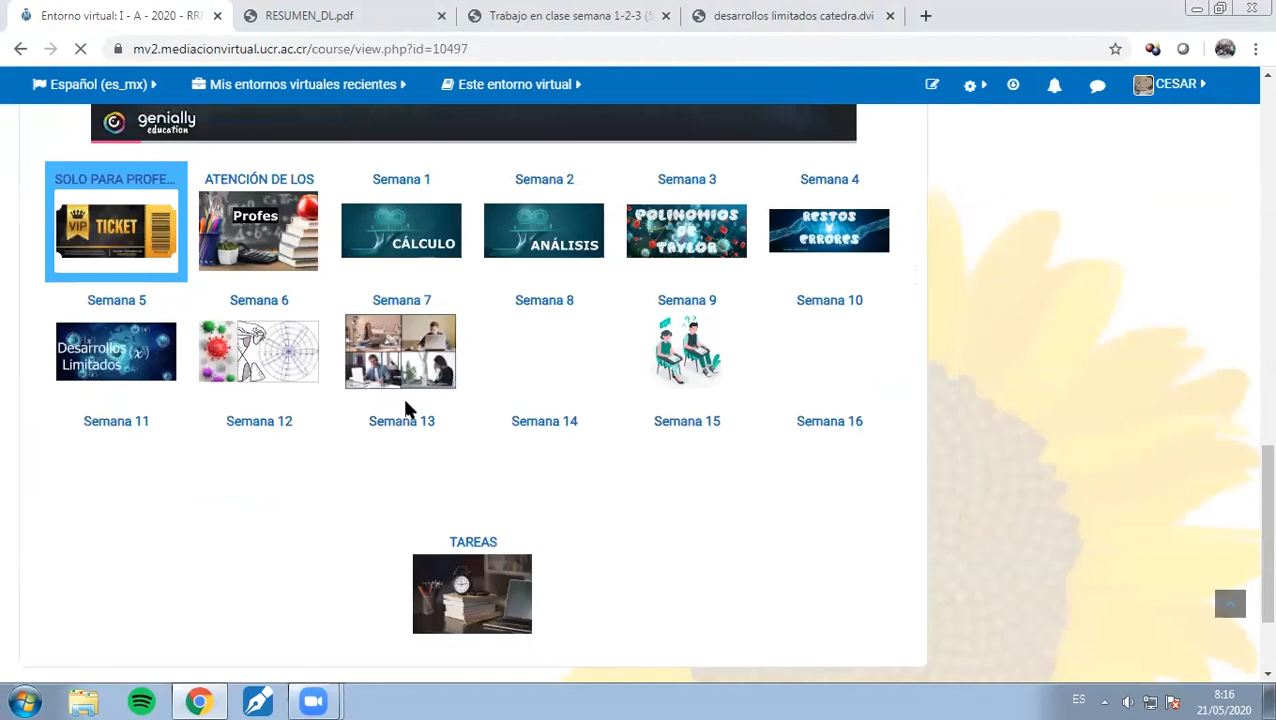 Entorno virtual: I - A - 2020 - RRF
RESUMEN_DL.pdf
Trabajo en clase semana 1-2-3 (5
desarrollos limitados catedra.dvi
mv2.mediacionvirtual.ucr.ac.cr/course/view.php?id=10497
Español (es_mx)
Mis entornos virtuales recientes
Este entorno virtual
CESAR
genially
education
SOLO PARA PROFE...
ATENCIÓN DE LOS
Semana 1
Semana 2
Semana 3
Semana 4
VIP TICKET
Profes
CÁLCULO
ANÁLISIS
POLINOMIOS
DE
TAYLOR
RESTOS
Y
ERRORES
Semana 5
Semana 6
Semana 7
Semana 8
Semana 9
Semana 10
Desarrollos
Limitados
(x)
Semana 11
Semana 12
Semana 13
Semana 14
Semana 15
Semana 16
TAREAS
ES
8:16
21/05/2020